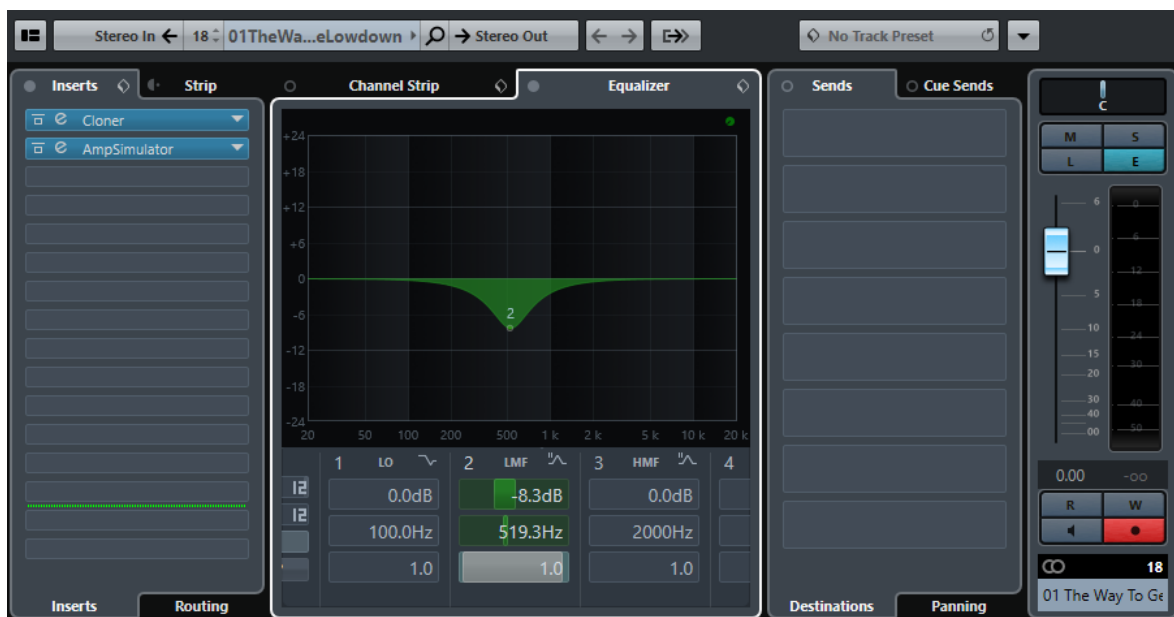 Stereo In 18 01TheWa...eLowdown Stereo Out No Track Preset
Inserts Strip
Cloner
AmpSimulator
Inserts Routing
Channel Strip Equalizer
+24
+18
+12
+6
0
-6
-12
-18
-24
2
20 50 100 200 500 1 k 2 k 5 k 10 k 20 k
1 LO 2 LMF 3 HMF 4
0.0dB -8.3dB 0.0dB
100.0Hz 519.3Hz 2000Hz
1.0 1.0 1.0
Sends Cue Sends
Destinations Panning
C
M S
L E
6 0
0 6
5 12
10 18
15 24
20 30
30 40
40 50
00
0.00 -oo
R W
18
01 The Way To Ge